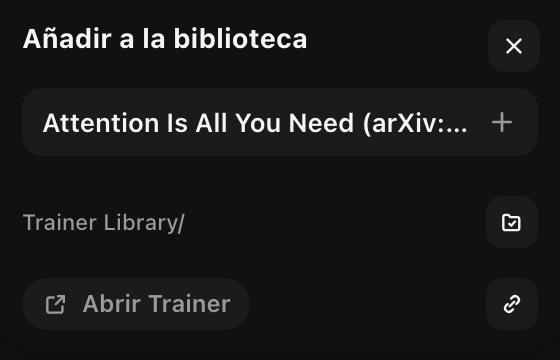 Añadir a la biblioteca
Attention Is All You Need (arXiv:...
Trainer Library/
Abrir Trainer